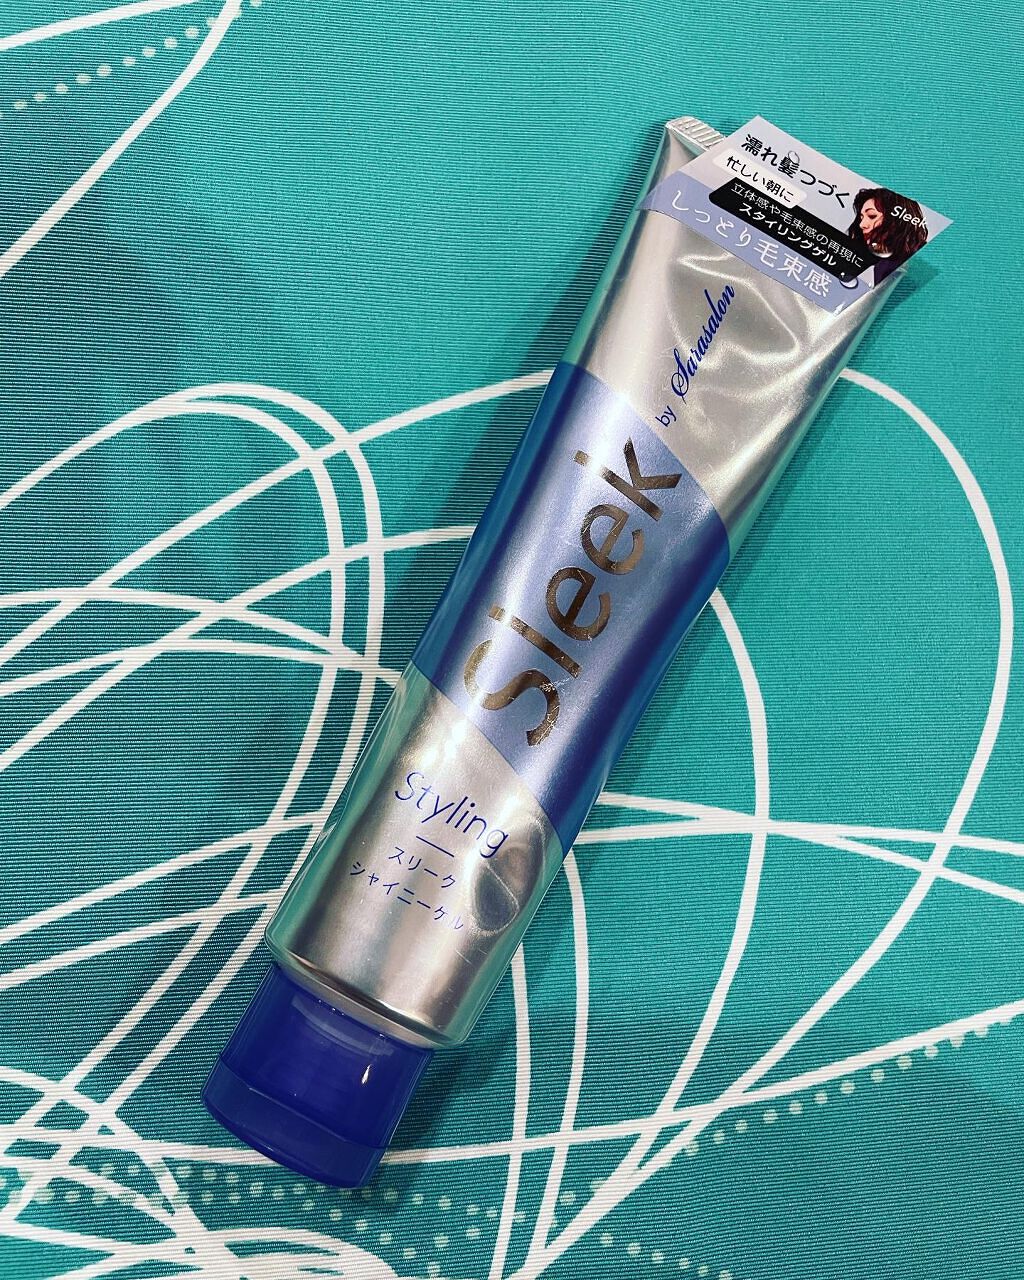 濡れ髪つづく
忙しい朝に
立体感や毛束感の再現に
スタイリングゲル
しっとり毛束感
Sleek
by Sarasalon
Sleek
Styling
スリーク
シャイニーゲル